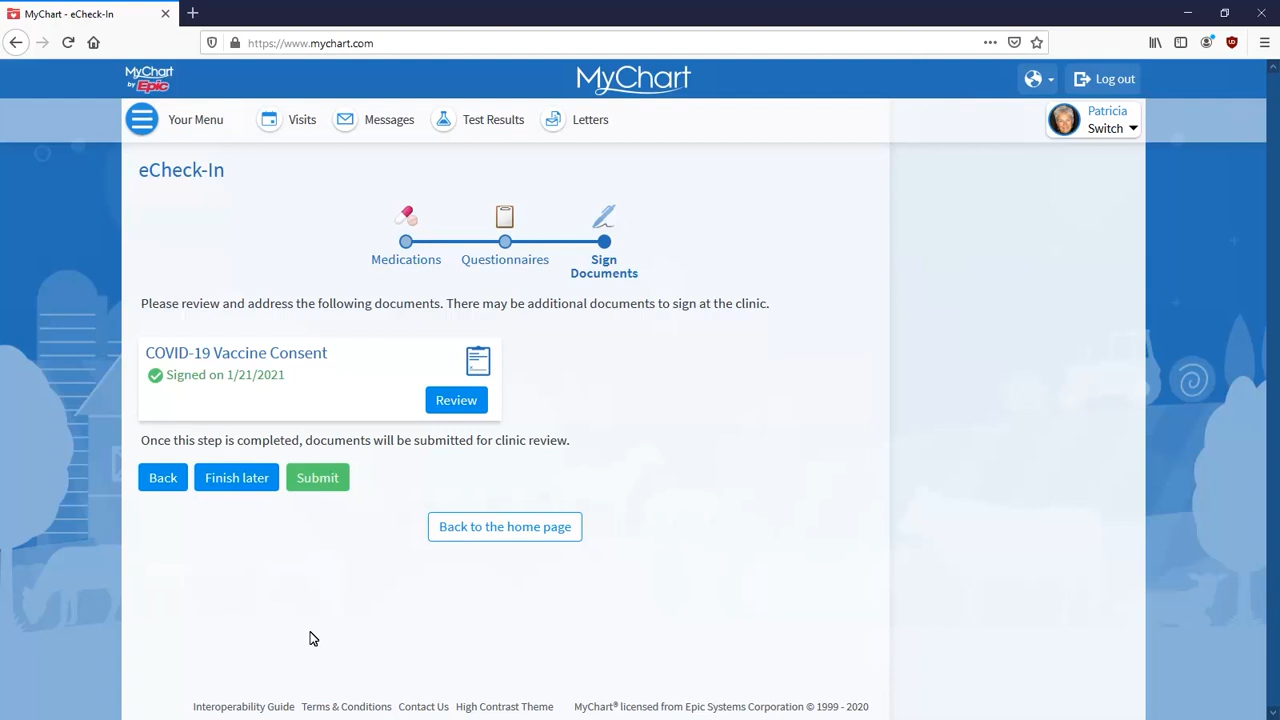 MyChart - eCheck-In
https://www.mychart.com
MyChart
by Epic
MyChart
Log out
Your Menu
Visits
Messages
Test Results
Letters
Patricia
Switch
eCheck-In
Medications
Questionnaires
Sign
Documents
Please review and address the following documents. There may be additional documents to sign at the clinic.
COVID-19 Vaccine Consent
Signed on 1/21/2021
Review
Once this step is completed, documents will be submitted for clinic review.
Back
Finish later
Submit
Back to the home page
Interoperability Guide
Terms & Conditions
Contact Us
High Contrast Theme
MyChart® licensed from Epic Systems Corporation © 1999 - 2020